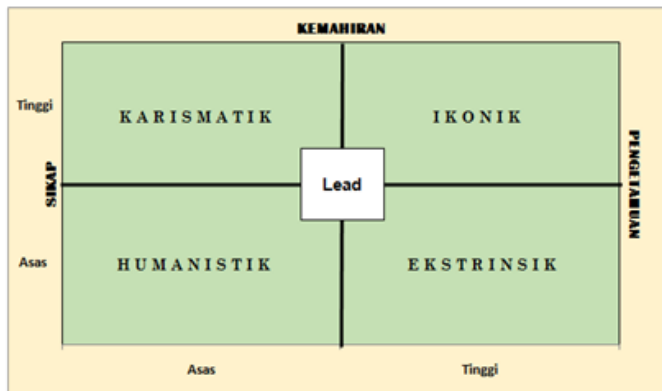 KEMAHIRAN
Tinggi
KARISMATIK
IKONIK
SIKAP
Lead
PENGETAHUAN
Asas
HUMANISTIK
EKSTRINSIK
Asas
Tinggi